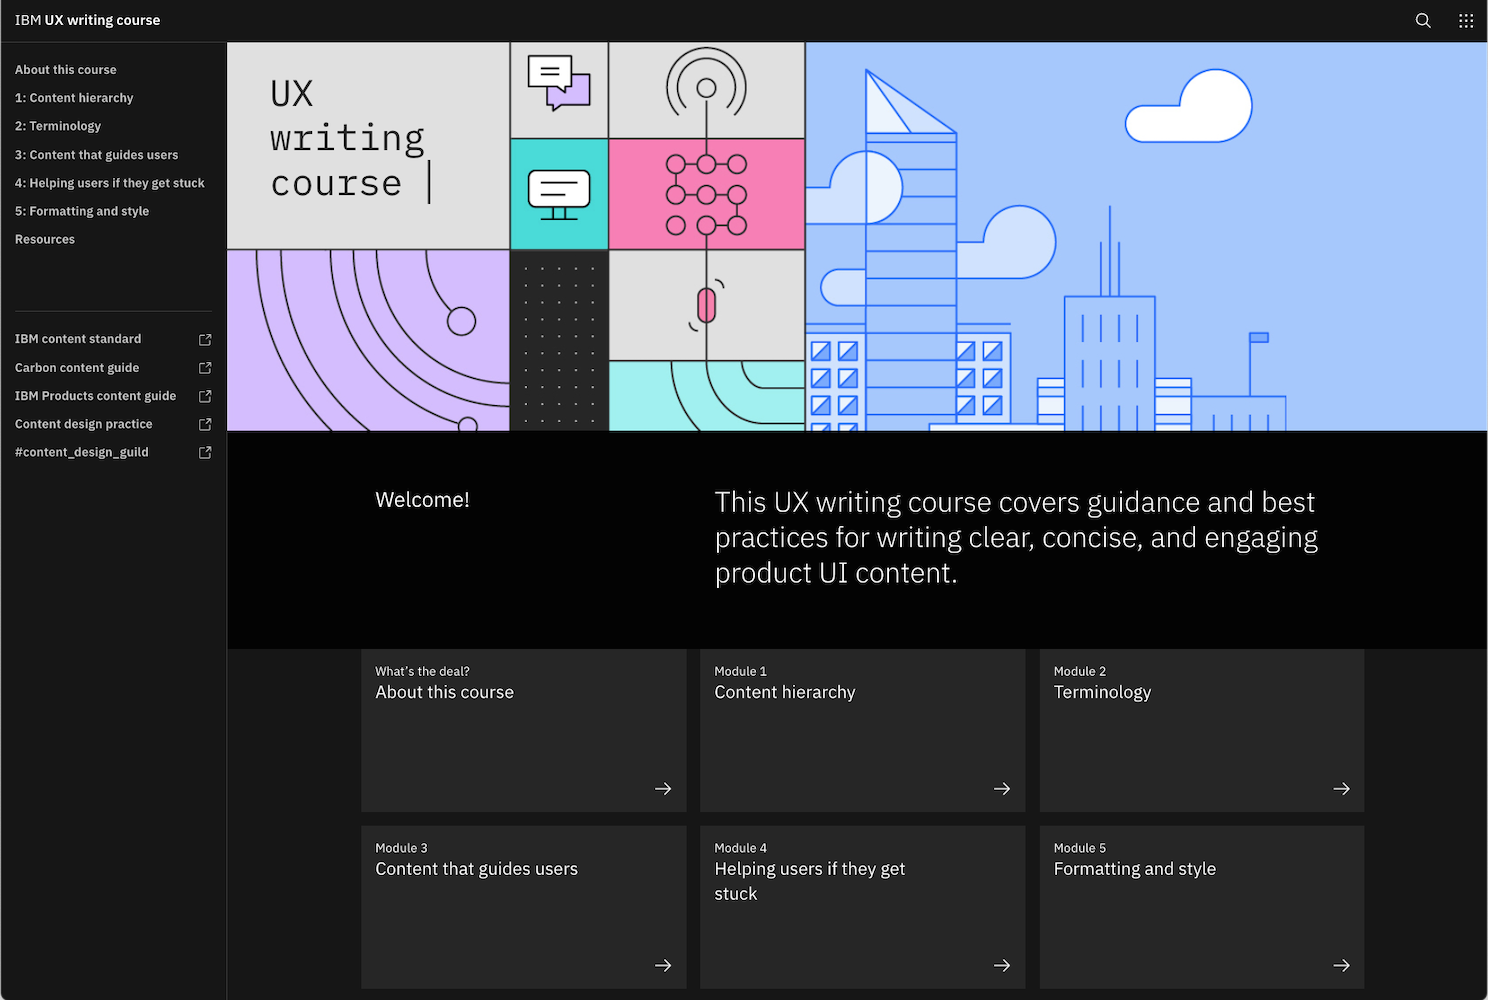 IBM UX writing course
About this course
1: Content hierarchy
2: Terminology
3: Content that guides users
4: Helping users if they get stuck
5: Formatting and style
Resources
IBM content standard
Carbon content guide
IBM Products content guide
Content design practice
#content_design_guild
UX
writing
course
Welcome!
This UX writing course covers guidance and best
practices for writing clear, concise, and engaging
product UI content.
What’s the deal?
About this course
Module 1
Content hierarchy
Module 2
Terminology
Module 3
Content that guides users
Module 4
Helping users if they get
stuck
Module 5
Formatting and style